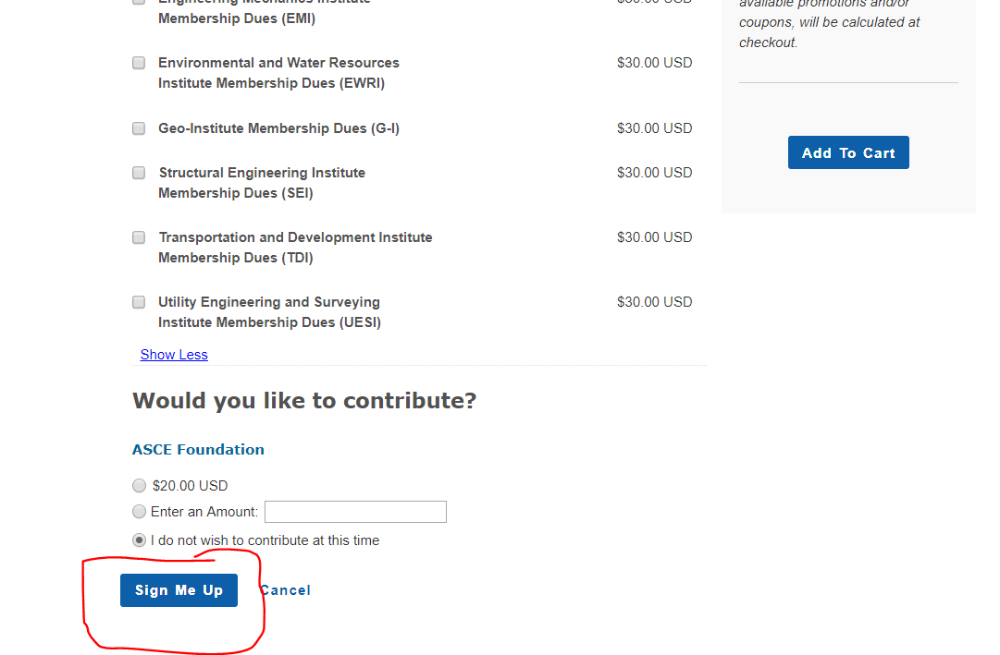 Engineering Mechanics Institute $30.00 USD
Membership Dues (EMI)
Environmental and Water Resources $30.00 USD
Institute Membership Dues (EWRI)
Geo-Institute Membership Dues (G-I) $30.00 USD
Structural Engineering Institute $30.00 USD
Membership Dues (SEI)
Transportation and Development Institute $30.00 USD
Membership Dues (TDI)
Utility Engineering and Surveying $30.00 USD
Institute Membership Dues (UESI)
Show Less
Would you like to contribute?
ASCE Foundation
$20.00 USD
Enter an Amount:
I do not wish to contribute at this time
Sign Me Up Cancel
available promotions and/or
coupons, will be calculated at
checkout.
Add To Cart